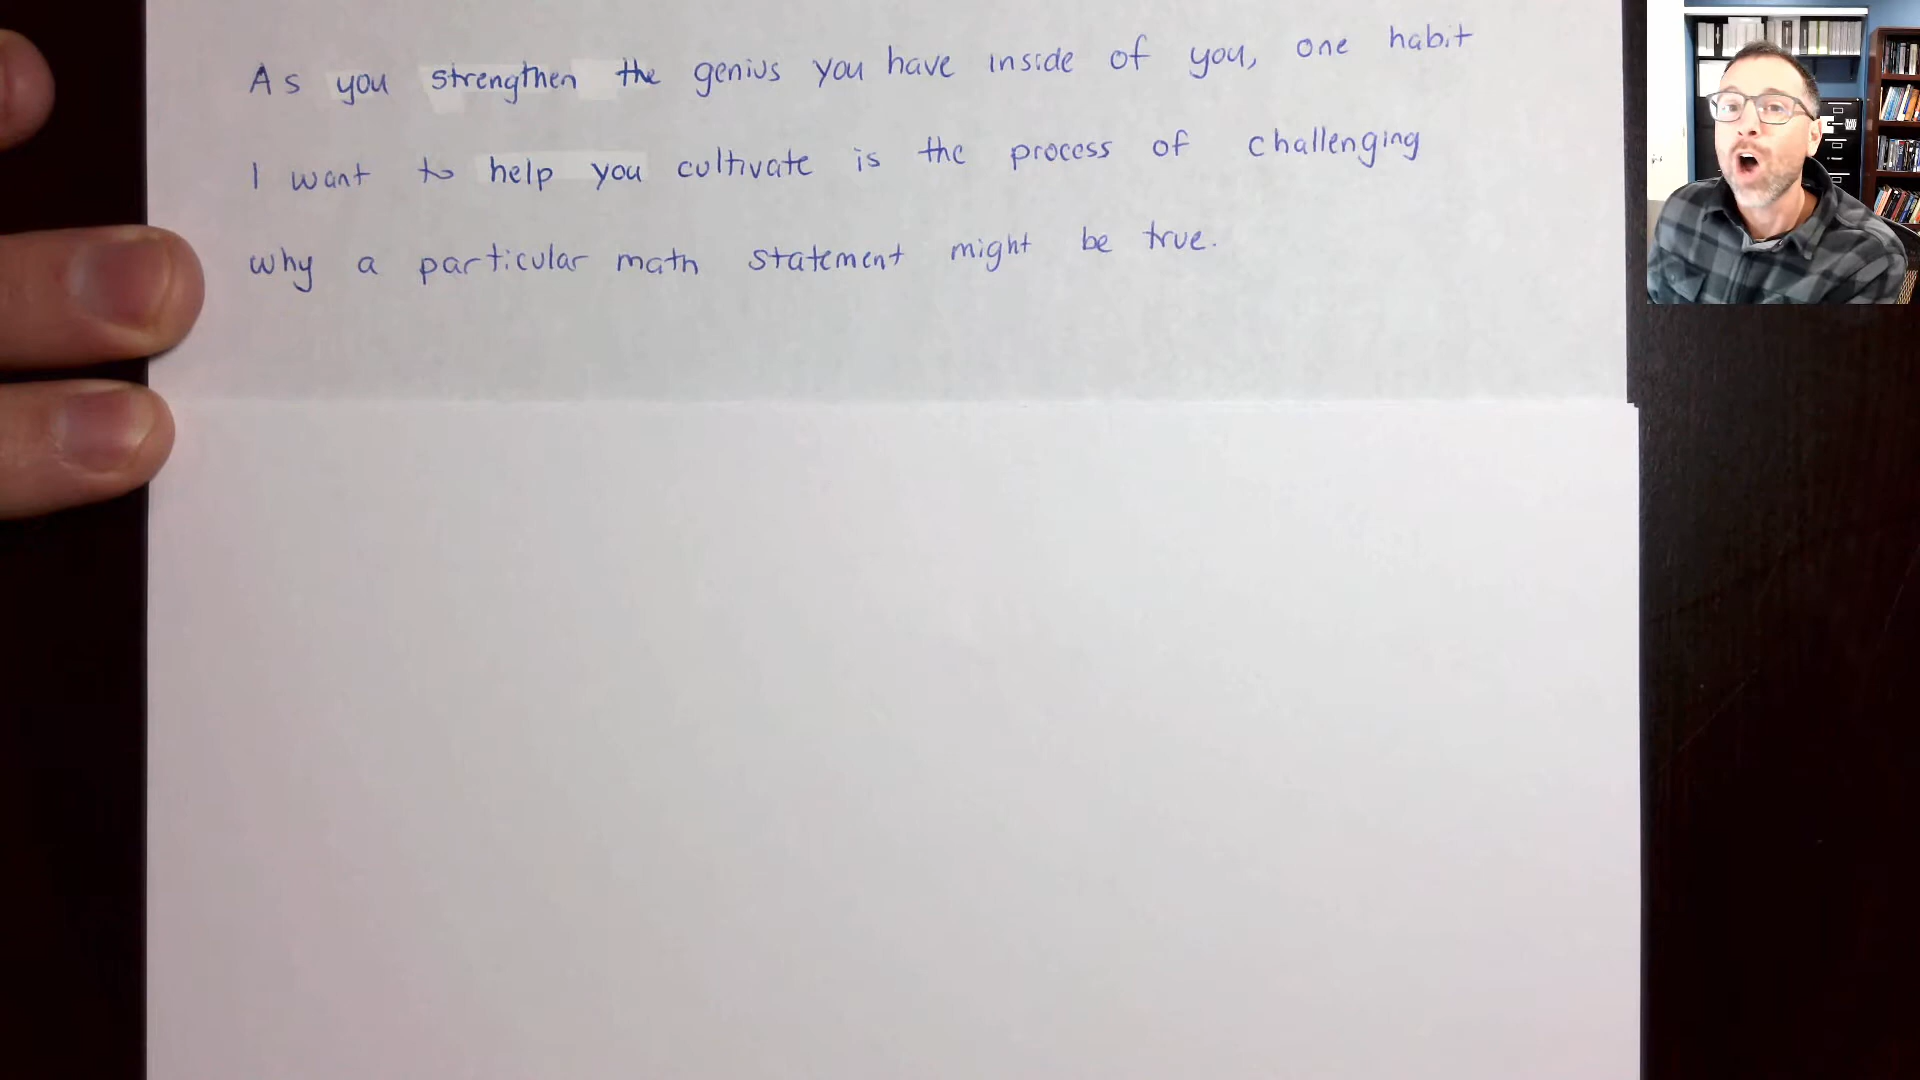 As you strengthen the genius you have inside of you, one habit
I want to help you cultivate is the process of challenging
why a particular math statement might be true.